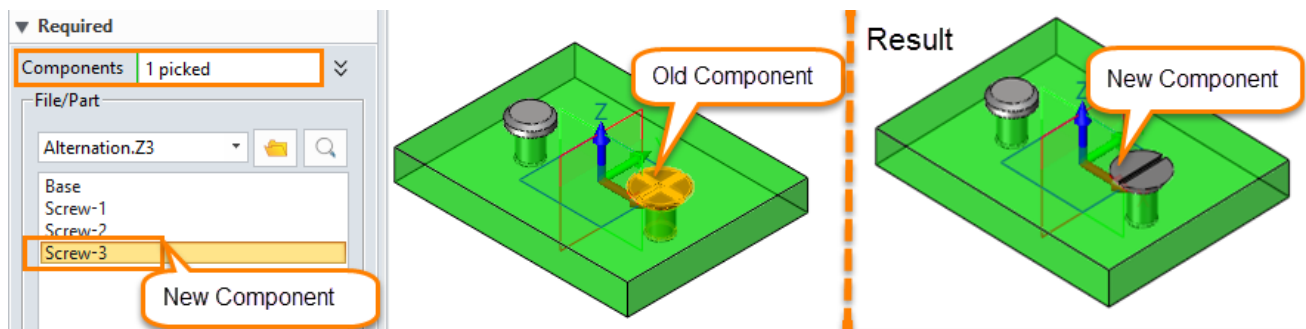 ▼ Required
Components 1 picked
File/Part
Alternation.Z3
Base
Screw-1
Screw-2
Screw-3
New Component
Old Component
Z
Result
New Component
Z